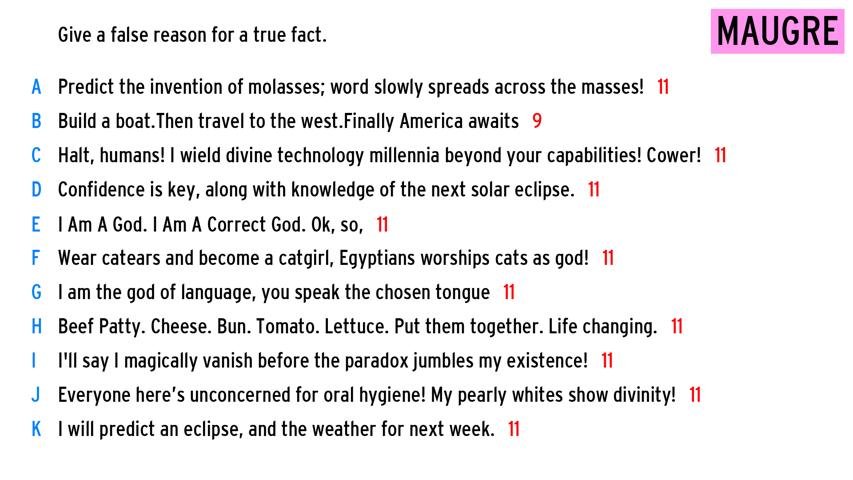 Give a false reason for a true fact.
MAUGRE
A Predict the invention of molasses; word slowly spreads across the masses! 11
B Build a boat.Then travel to the west.Finally America awaits 9
C Halt, humans! I wield divine technology millennia beyond your capabilities! Cower! 11
D Confidence is key, along with knowledge of the next solar eclipse. 11
E I Am A God. I Am A Correct God. Ok, so, 11
F Wear catears and become a catgirl, Egyptians worships cats as god! 11
G I am the god of language, you speak the chosen tongue 11
H Beef Patty. Cheese. Bun. Tomato. Lettuce. Put them together. Life changing. 11
I I'll say I magically vanish before the paradox jumbles my existence! 11
J Everyone here’s unconcerned for oral hygiene! My pearly whites show divinity! 11
K I will predict an eclipse, and the weather for next week. 11